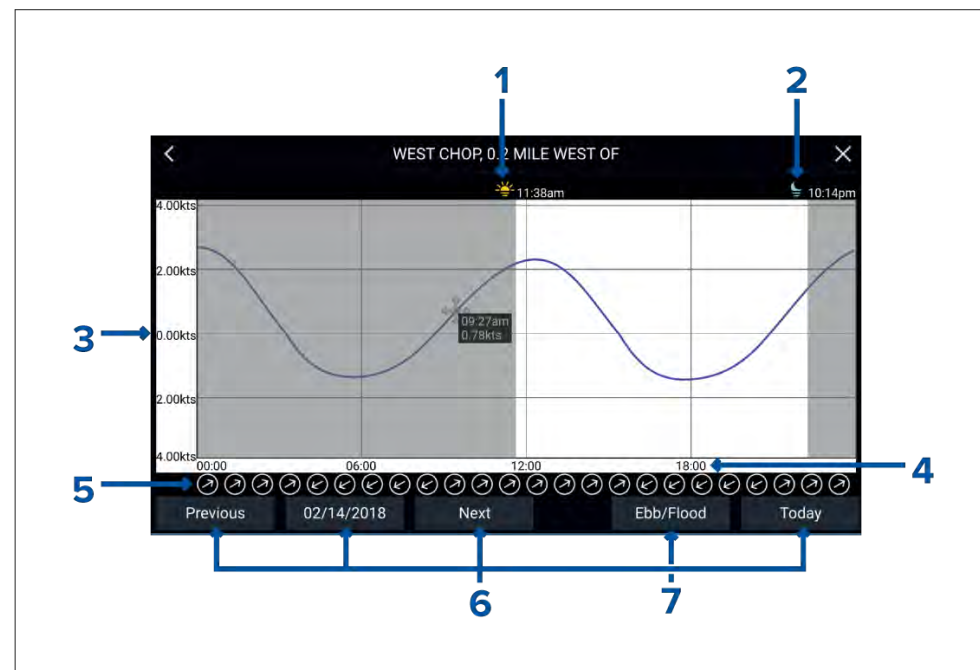 1 2
WEST CHOP, 0.2 MILE WEST OF
11:38am 10:14pm
4.00kts
2.00kts
09:27am
0.78kts
3 0.00kts
2.00kts
4.00kts
00:00 06:00 12:00 18:00 4
5
Previous 02/14/2018 Next Ebb/Flood Today
6 7